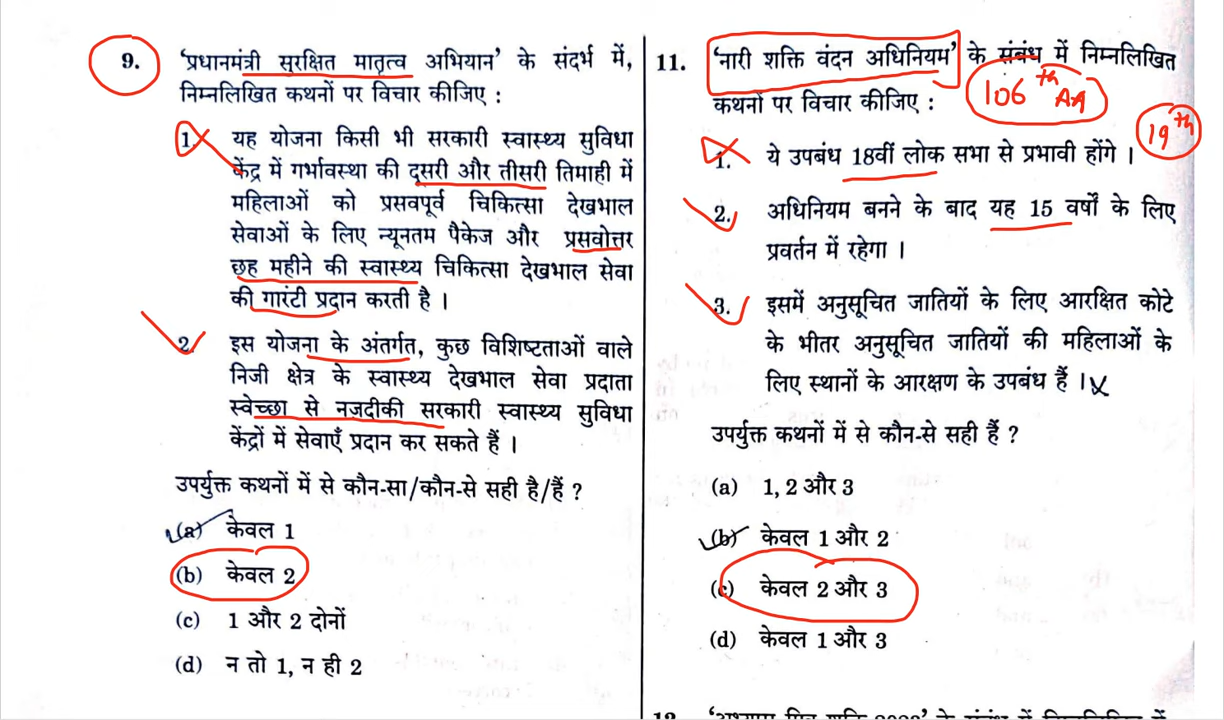 9. 'प्रधानमंत्री सुरक्षित मातृत्व अभियान' के संदर्भ में,
निम्नलिखित कथनों पर विचार कीजिए :
1. यह योजना किसी भी सरकारी स्वास्थ्य सुविधा
केंद्र में गर्भावस्था की दूसरी और तीसरी तिमाही में
महिलाओं को प्रसवपूर्व चिकित्सा देखभाल
सेवाओं के लिए न्यूनतम पैकेज और प्रसवोत्तर
छह महीने की स्वास्थ्य चिकित्सा देखभाल सेवा
की गारंटी प्रदान करती है ।
2. इस योजना के अंतर्गत, कुछ विशिष्टताओं वाले
निजी क्षेत्र के स्वास्थ्य देखभाल सेवा प्रदाता
स्वेच्छा से नज़दीकी सरकारी स्वास्थ्य सुविधा
केंद्रों में सेवाएँ प्रदान कर सकते हैं ।
उपर्युक्त कथनों में से कौन-सा/कौन-से सही है/हैं ?
(a) केवल 1
(b) केवल 2
(c) 1 और 2 दोनों
(d) न तो 1, न ही 2
11. 'नारी शक्ति वंदन अधिनियम' के संबंध में निम्नलिखित
कथनों पर विचार कीजिए :
106th AA
19th
1. ये उपबंध 18वीं लोक सभा से प्रभावी होंगे ।
2. अधिनियम बनने के बाद यह 15 वर्षों के लिए
प्रवर्तन में रहेगा ।
3. इसमें अनुसूचित जातियों के लिए आरक्षित कोटे
के भीतर अनुसूचित जातियों की महिलाओं के
लिए स्थानों के आरक्षण के उपबंध हैं ।
उपर्युक्त कथनों में से कौन-से सही हैं ?
(a) 1, 2 और 3
(b) केवल 1 और 2
(c) केवल 2 और 3
(d) केवल 1 और 3